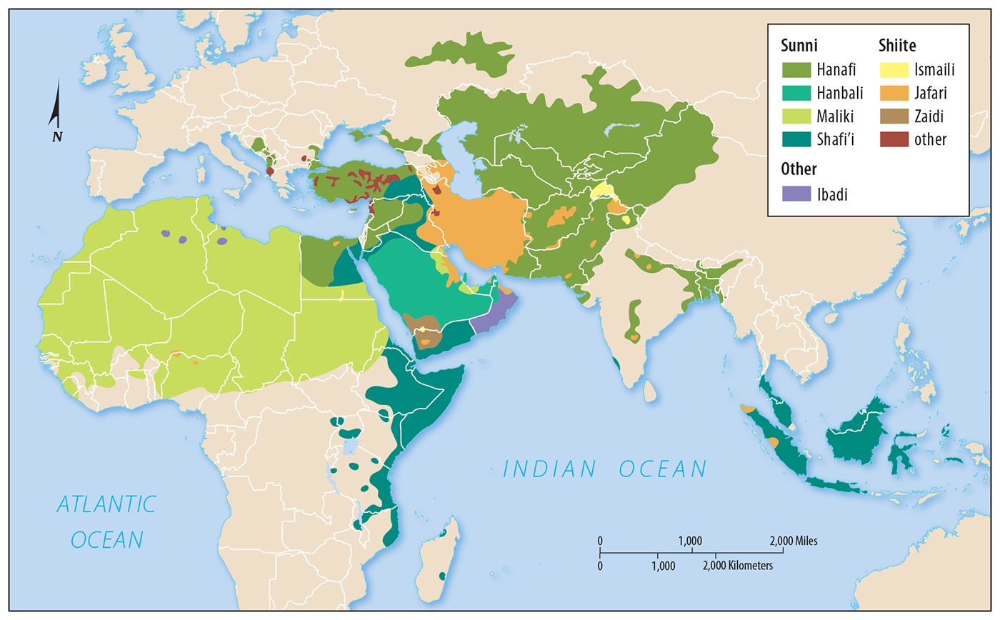 Sunni
Hanafi
Hanbali
Maliki
Shafi’i
Other
Ibadi
Shiite
Ismaili
Jafari
Zaidi
other
N
INDIAN OCEAN
ATLANTIC
OCEAN
0 1,000 2,000 Miles
0 1,000 2,000 Kilometers